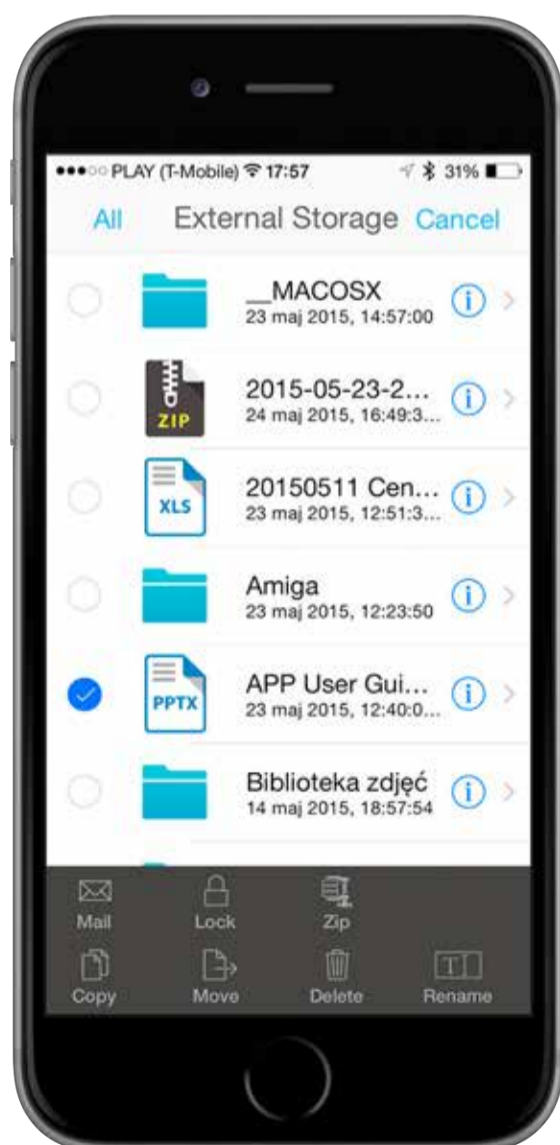 PLAY (T-Mobile) 17:57 31%
All External Storage Cancel
__MACOSX
23 maj 2015, 14:57:00
2015-05-23-2...
24 maj 2015, 16:49:3...
ZIP
20150511 Cen...
23 maj 2015, 12:51:3...
XLS
Amiga
23 maj 2015, 12:23:50
APP User Gui...
23 maj 2015, 12:40:0...
PPTX
Biblioteka zdjęć
14 maj 2015, 18:57:54
Mail Lock Zip
Copy Move Delete Rename